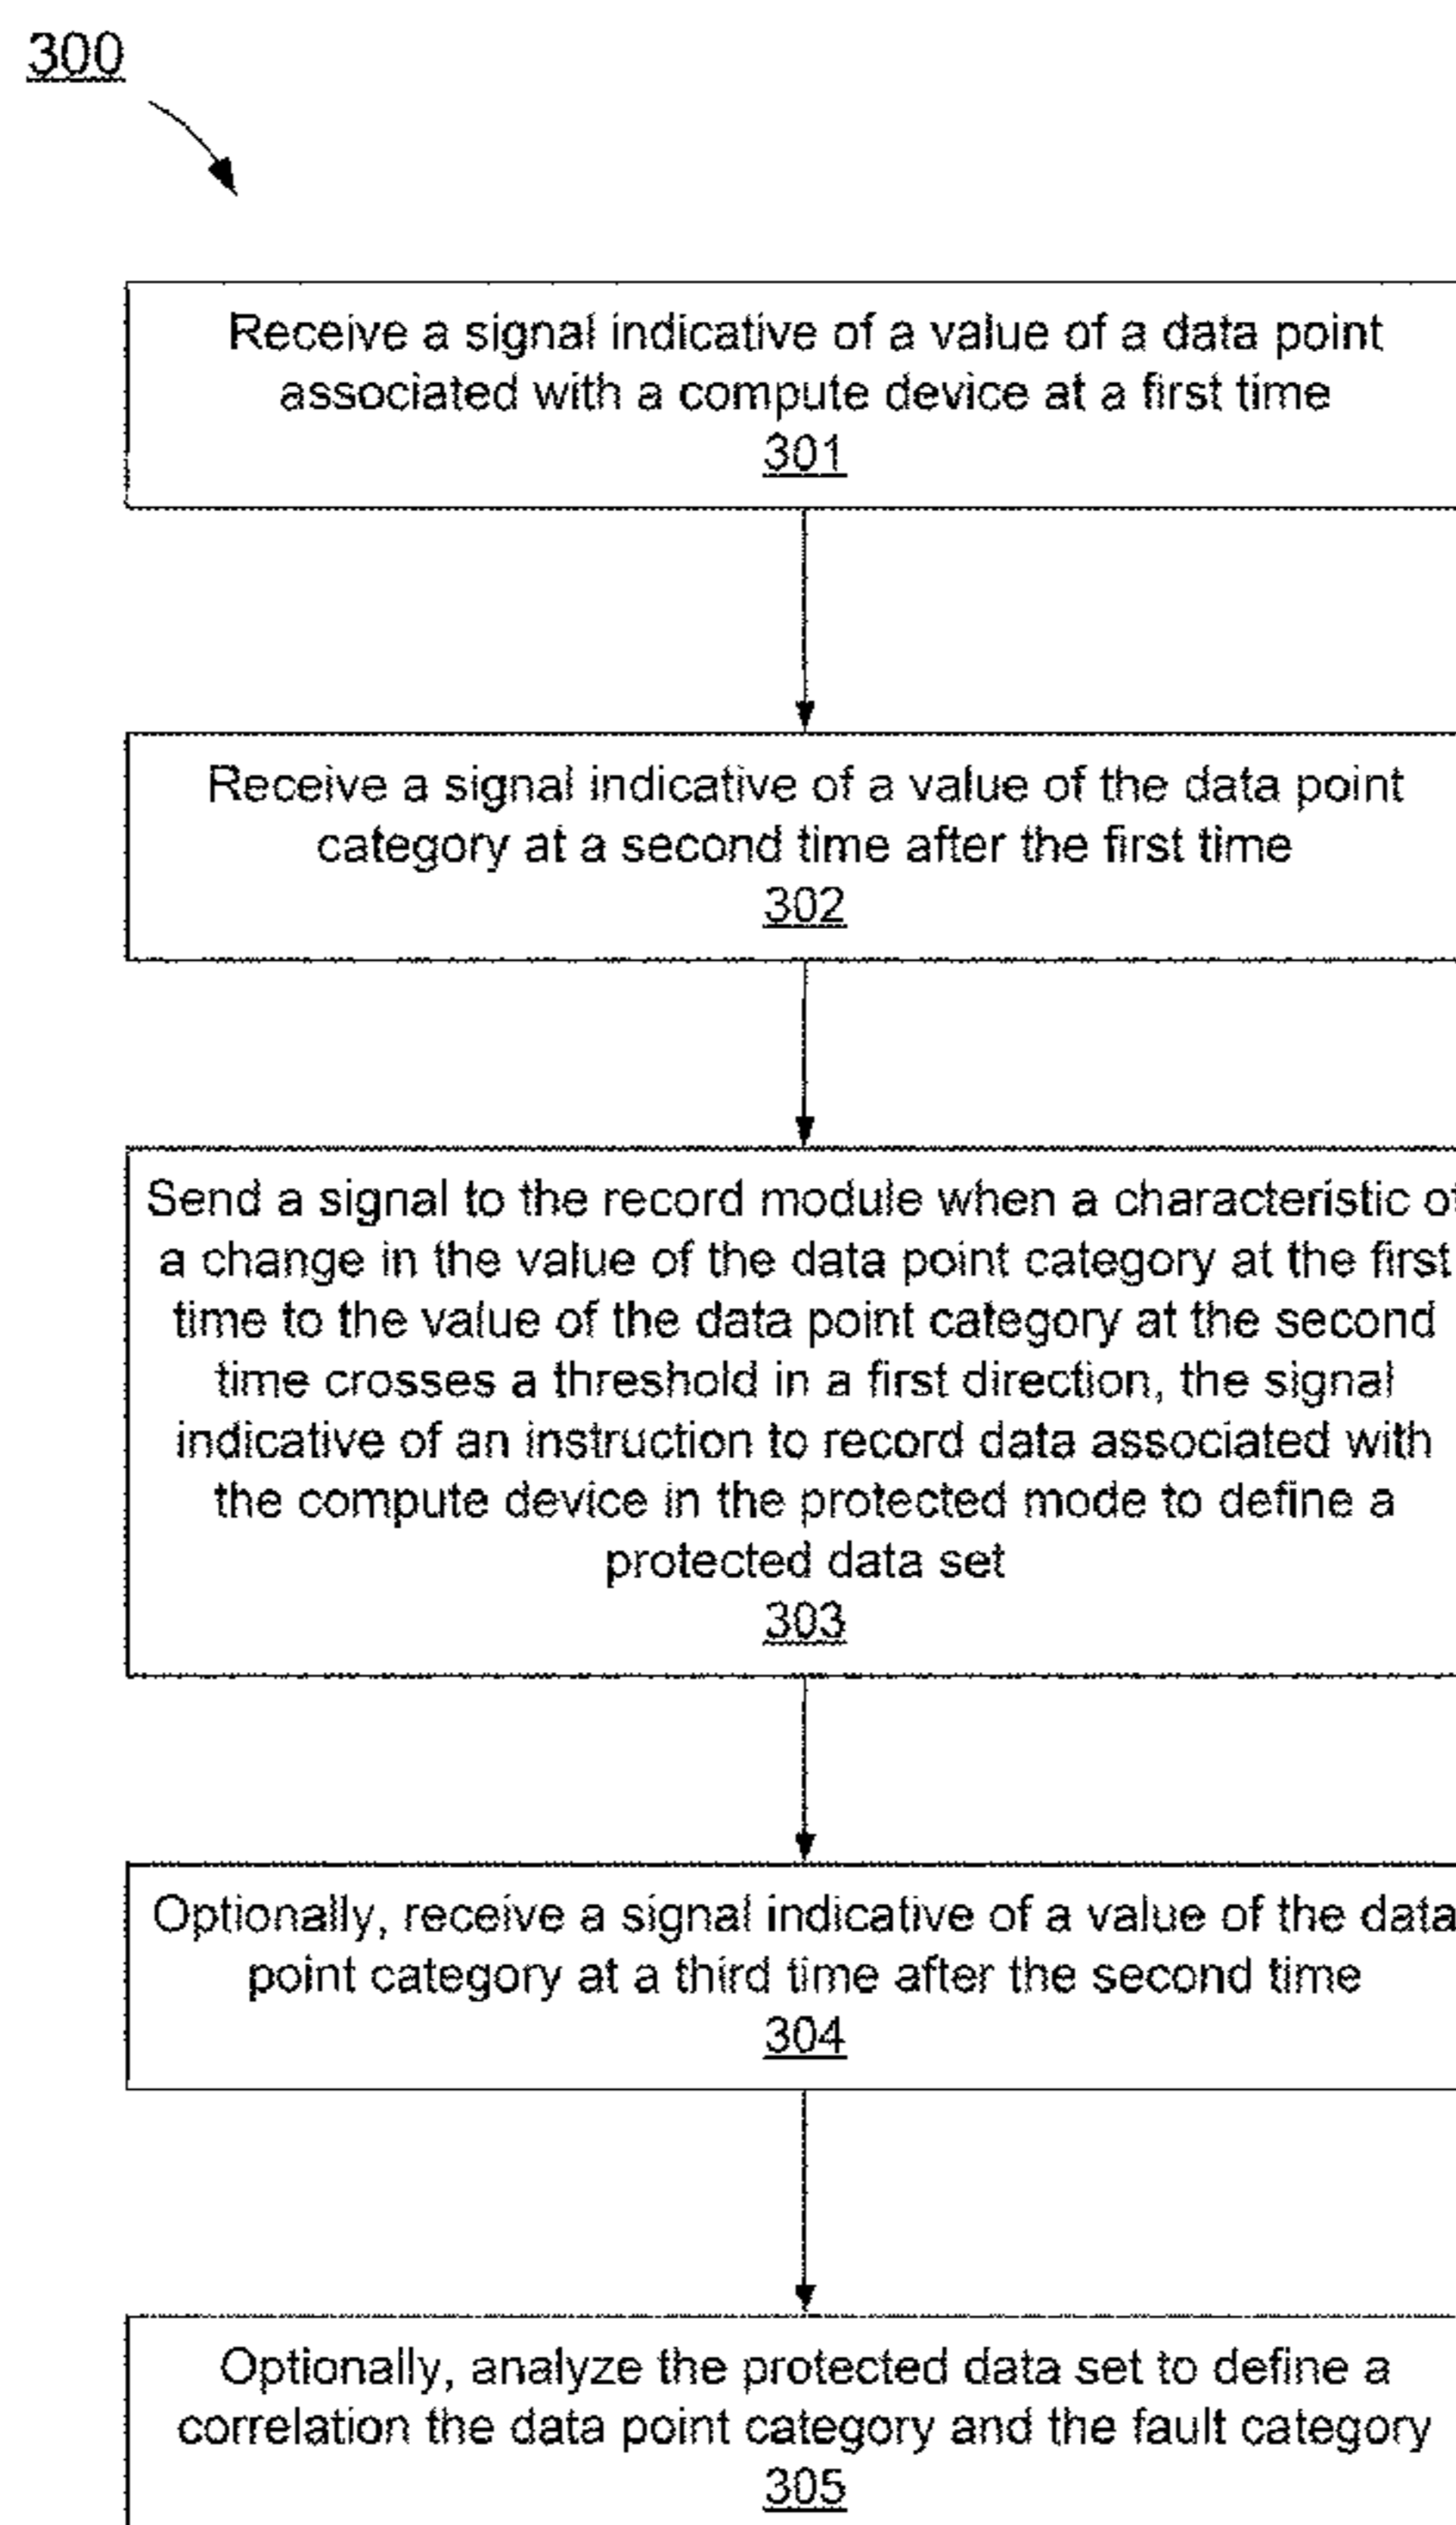 300
Receive a signal indicative of a value of a data point
associated with a compute device at a first time
301
Receive a signal indicative of a value of the data point
category at a second time after the first time
302
Send a signal to the record module when a characteristic of
a change in the value of the data point category at the first
time to the value of the data point category at the second
time crosses a threshold in a first direction, the signal
indicative of an instruction to record data associated with
the compute device in the protected mode to define a
protected data set
303
Optionally, receive a signal indicative of a value of the data
point category at a third time after the second time
304
Optionally, analyze the protected data set to define a
correlation the data point category and the fault category
305